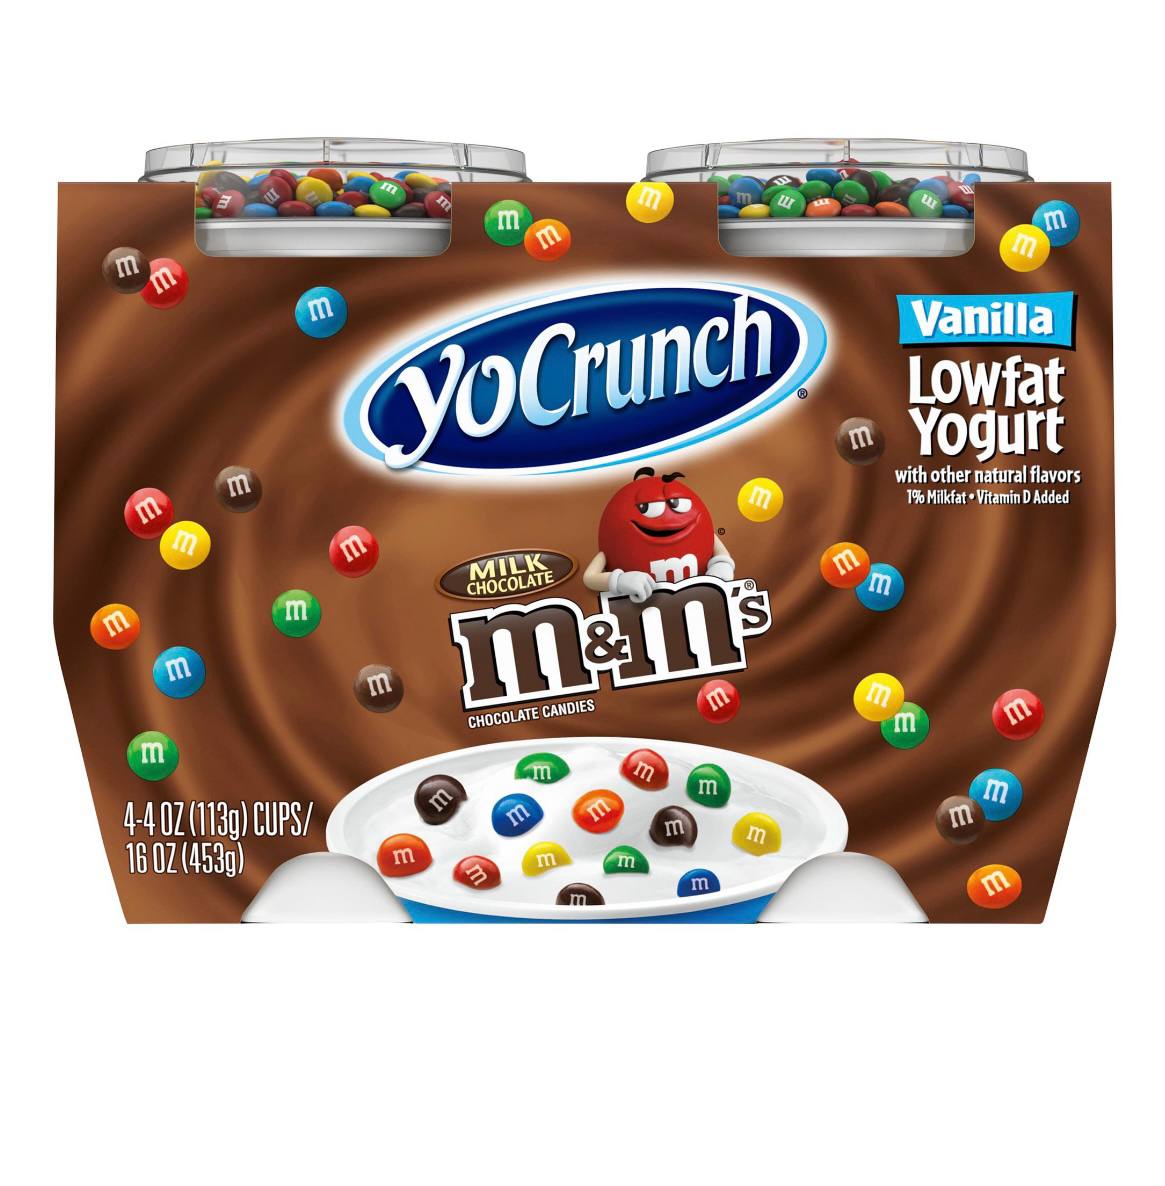 yoCrunch®
Vanilla
Lowfat
Yogurt
with other natural flavors
1% Milkfat • Vitamin D Added
MILK
CHOCOLATE
m&m's®
CHOCOLATE CANDIES
4-4 OZ (113g) CUPS/
16 OZ (453g)